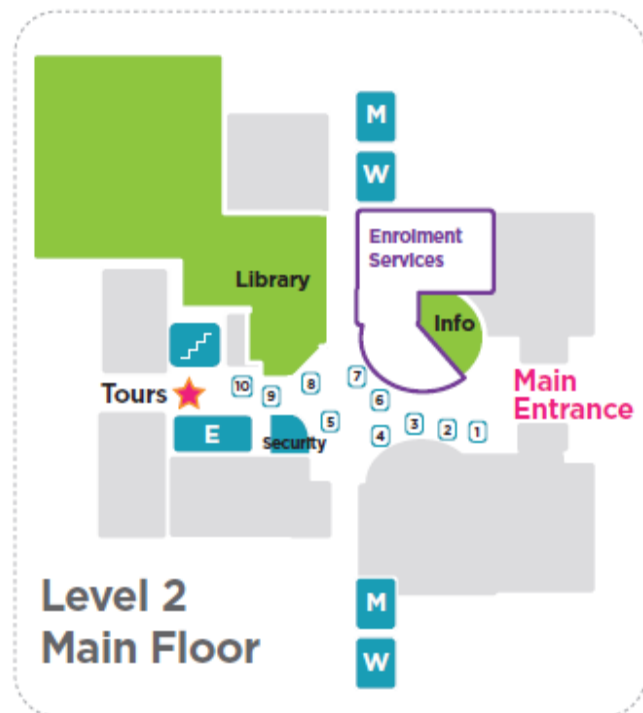 M
W
Enrolment
Services
Library
Info
Tours
10
9
8
7
6
5
4
3
2
1
Main
Entrance
E
Security
Level 2
Main Floor
M
W